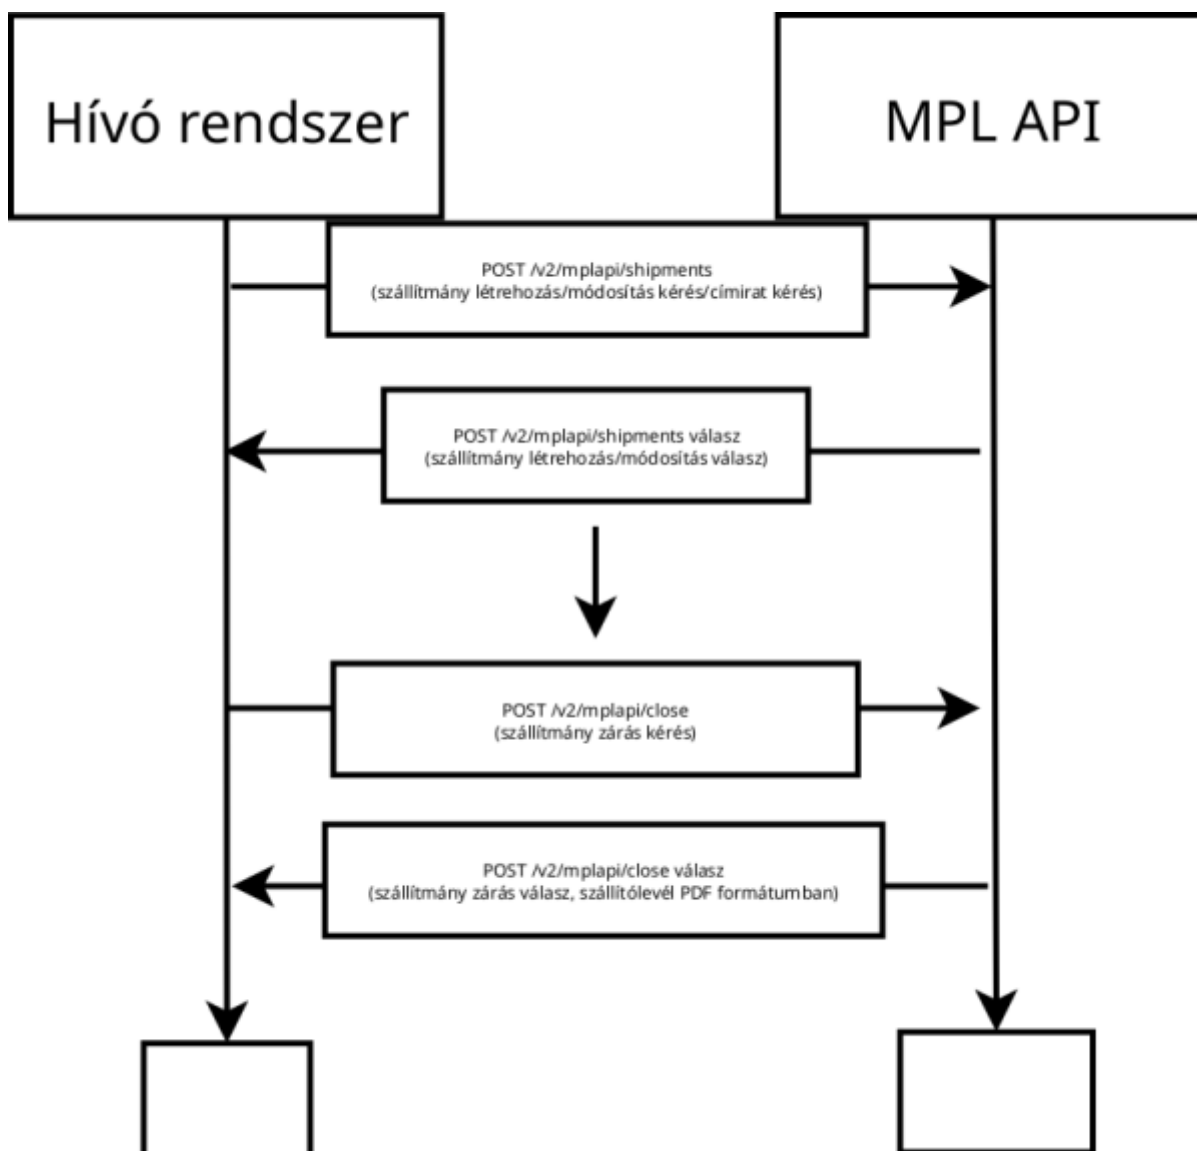 Hívó rendszer
MPL API
POST /v2/mplapi/shipments
(szállítmány létrehozás/módosítás kérés/címirat kérés)
POST /v2/mplapi/shipments válasz
(szállítmány létrehozás/módosítás válasz)
POST /v2/mplapi/close
(szállítmány zárás kérés)
POST /v2/mplapi/close válasz
(szállítmány zárás válasz, szállítólevél PDF formátumban)